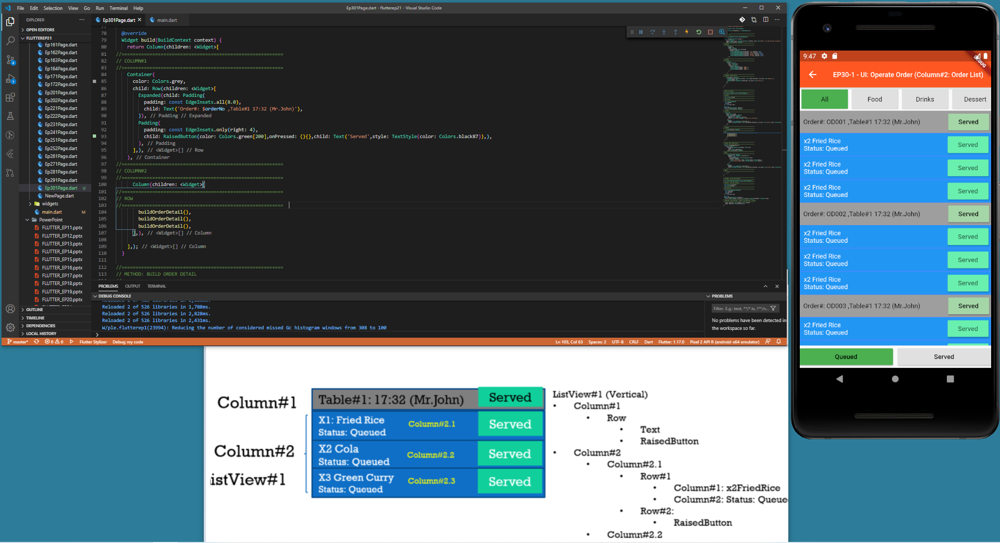 File Edit Selection View Go Run Terminal Help
Ep301Page.dart - flutterep21 - Visual Studio Code
EXPLORER
OPEN EDITORS
FLUTTEREP21
Ep161Page.dart
Ep162Page.dart
Ep163Page.dart
Ep164Page.dart
Ep171Page.dart
Ep172Page.dart
Ep201Page.dart
Ep202Page.dart
Ep221Page.dart
Ep222Page.dart
Ep231Page.dart
Ep241Page.dart
Ep251Page.dart
Ep252Page.dart
Ep261Page.dart
Ep271Page.dart
Ep281Page.dart
Ep291Page.dart
Ep301Page.dart U
NewPage.dart
widgets
main.dart M
PowerPoint
FLUTTER_EP11.pptx
FLUTTER_EP12.pptx
FLUTTER_EP13.pptx
FLUTTER_EP14.pptx
FLUTTER_EP15.pptx
FLUTTER_EP16.pptx
FLUTTER_EP17.pptx
FLUTTER_EP18.pptx
FLUTTER_EP19.pptx
FLUTTER_EP20.pptx
OUTLINE
TIMELINE
DEPENDENCIES
LOCAL HISTORY
Ep301Page.dart main.dart
78 @override
79 Widget build(BuildContext context) {
80 return Column(children: <Widget>[
81 //==========================================================
82 // COLUMN#1
83 //==========================================================
84 Container(
85 color: Colors.grey,
86 child: Row(children: <Widget>[
87 Expanded(child: Padding(
88 padding: const EdgeInsets.all(8.0),
89 child: Text('Order#: $orderNo ,Table#1 17:32 (Mr.John)'),
90 )), // Padding // Expanded
91 Padding(
92 padding: const EdgeInsets.only(right: 4),
93 child: RaisedButton(color: Colors.green[200],onPressed: (){},child: Text('Served',style: TextStyle(color: Colors.black87)),),
94 ), // Padding
95 ],), // <Widget>[] // Row
96 ), // Container
97 //==========================================================
98 // COLUMN#2
99 //==========================================================
100 Column(children: <Widget>[
101 //==========================================================
102 // ROW
103 //==========================================================
104 buildOrderDetail(),
105 buildOrderDetail(),
106 buildOrderDetail(),
107 ],), // <Widget>[] // Column
108
109 ],); // <Widget>[] // Column
110 }
111
112 //==========================================================
113 // METHOD: BUILD ORDER DETAIL
PROBLEMS OUTPUT TERMINAL
DEBUG CONSOLE
Reloaded 2 of 526 libraries in 1,788ms.
Reloaded 2 of 526 libraries in 2,828ms.
Reloaded 2 of 526 libraries in 2,431ms.
W/ple.flutterep1(23994): Reducing the number of considered missed Gc histogram windows from 308 to 100
PROBLEMS
Filter. E.g.: text, **/*.ts, !**/n...
No problems have been detected in
the workspace so far.
master* 0 0 Flutter Stylizer Debug my code
Ln 103, Col 63 Spaces: 2 UTF-8 CRLF Dart Flutter: 1.17.0 Pixel 2 API R (android-x64 emulator)
9:47
DEBUG
EP30-1 - UI: Operate Order (Column#2: Order List)
All Food Drinks Dessert
Order#: OD001 ,Table#1 17:32 (Mr.John) Served
x2 Fried Rice
Status: Queued
Served
x2 Fried Rice
Status: Queued
Served
x2 Fried Rice
Status: Queued
Served
Order#: OD002 ,Table#1 17:32 (Mr.John) Served
x2 Fried Rice
Status: Queued
Served
x2 Fried Rice
Status: Queued
Served
x2 Fried Rice
Status: Queued
Served
Order#: OD003 ,Table#1 17:32 (Mr.John) Served
x2 Fried Rice
Status: Queued
Served
Queued Served
Column#1
Column#2
istView#1
Table#1: 17:32 (Mr.John) Served
X1: Fried Rice
Status: Queued
Column#2.1
Served
X2 Cola
Status: Queued
Column#2.2
Served
X3 Green Curry
Status: Queued
Column#2.3
Served
ListView#1 (Vertical)
• Column#1
• Row
• Text
• RaisedButton
• Column#2
• Column#2.1
• Row#1
• Column#1: x2FriedRice
• Column#2: Status: Queue
• Row#2:
• RaisedButton
• Column#2.2